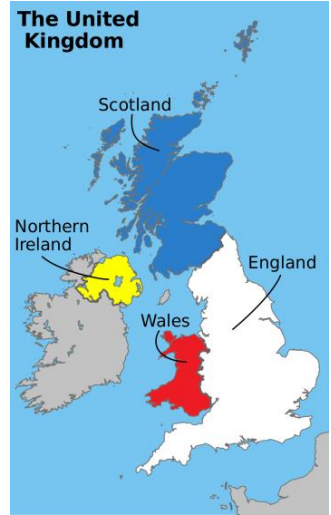 The United
Kingdom
Scotland
Northern
Ireland
England
Wales